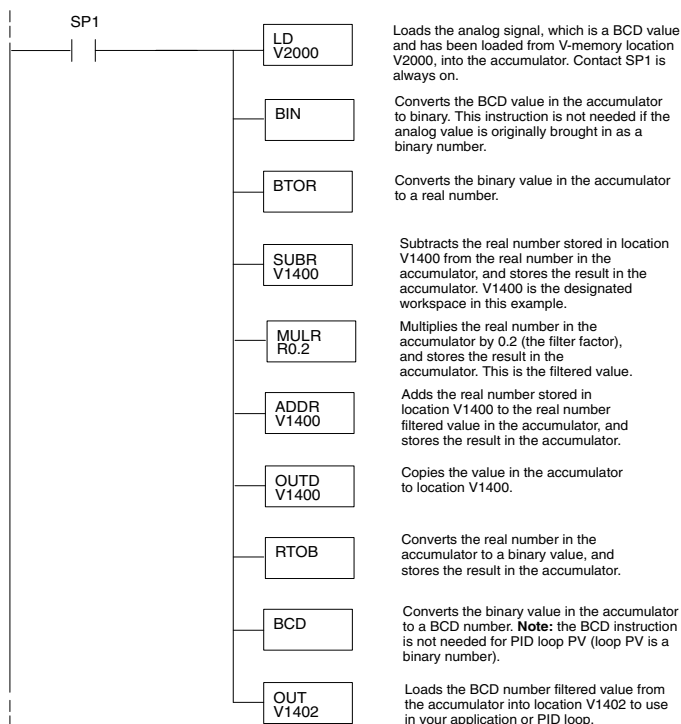 SP1
LD
V2000
Loads the analog signal, which is a BCD value
and has been loaded from V-memory location
V2000, into the accumulator. Contact SP1 is
always on.
BIN
Converts the BCD value in the accumulator
to binary. This instruction is not needed if the
analog value is originally brought in as a
binary number.
BTOR
Converts the binary value in the accumulator
to a real number.
SUBR
V1400
Subtracts the real number stored in location
V1400 from the real number in the
accumulator, and stores the result in the
accumulator. V1400 is the designated
workspace in this example.
MULR
R0.2
Multiplies the real number in the
accumulator by 0.2 (the filter factor),
and stores the result in the
accumulator. This is the filtered value.
ADDR
V1400
Adds the real number stored in
location V1400 to the real number
filtered value in the accumulator, and
stores the result in the accumulator.
OUTD
V1400
Copies the value in the accumulator
to location V1400.
RTOB
Converts the real number in the
accumulator to a binary value, and
stores the result in the accumulator.
BCD
Converts the binary value in the accumulator
to a BCD number. Note: the BCD instruction
is not needed for PID loop PV (loop PV is a
binary number).
OUT
V1402
Loads the BCD number filtered value from
the accumulator into location V1402 to use
in your application or PID loop.